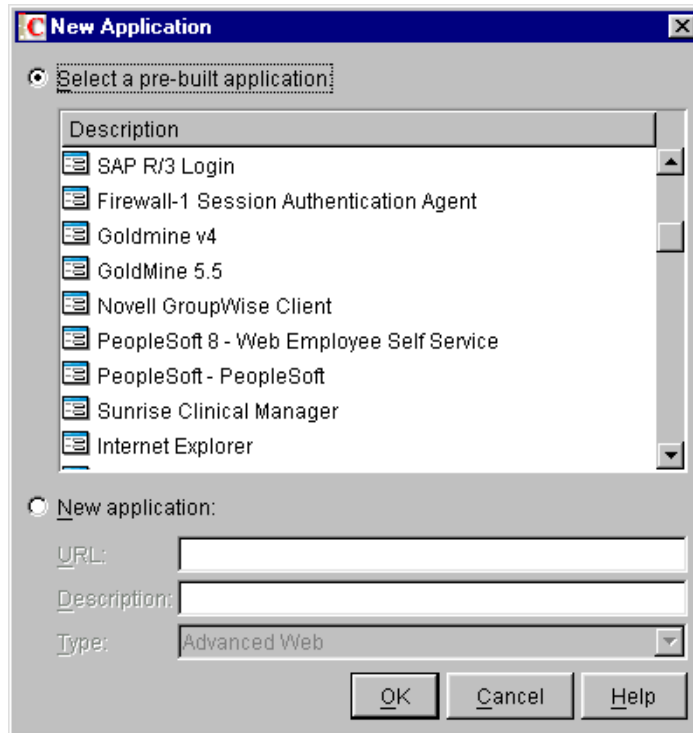 C New Application
Select a pre-built application:
Description
SAP R/3 Login
Firewall-1 Session Authentication Agent
Goldmine v4
GoldMine 5.5
Novell GroupWise Client
PeopleSoft 8 - Web Employee Self Service
PeopleSoft - PeopleSoft
Sunrise Clinical Manager
Internet Explorer
New application:
URL:
Description:
Type: Advanced Web
OK Cancel Help